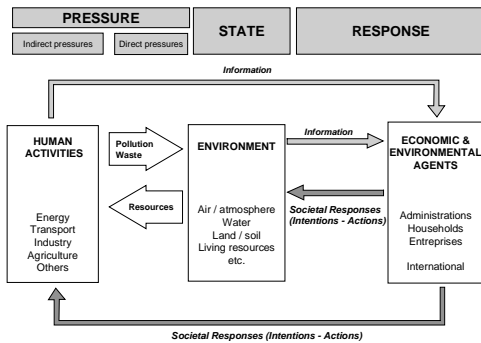 PRESSURE
STATE
RESPONSE
Indirect pressures
Direct pressures
Information
HUMAN
ACTIVITIES
Energy
Transport
Industry
Agriculture
Others
Pollution
Waste
Resources
ENVIRONMENT
Air / atmosphere
Water
Land / soil
Living resources
etc.
Information
Societal Responses
(Intentions - Actions)
ECONOMIC &
ENVIRONMENTAL
AGENTS
Administrations
Households
Entreprises
International
Societal Responses (Intentions - Actions)